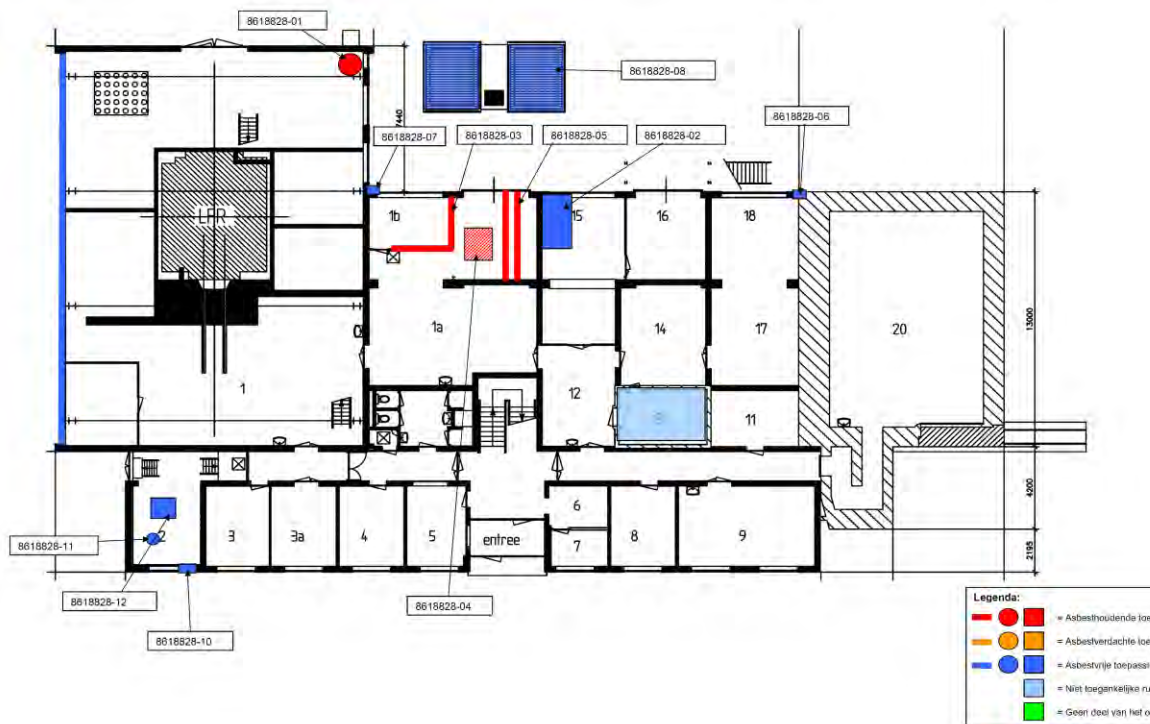 8618828-01
8618828-08
8618828-07
8618828-03
8618828-05
8618828-02
8618828-06
7440
LFR
1b
15
16
18
1a
14
17
20
13000
1
12
11
4200
2195
2
3
3a
4
5
entree
6
7
8
9
8618828-11
8618828-12
8618828-10
8618828-04
Legenda:
= Asbesthoudende toe
= Asbestverdachte toe
= Asbestvrije toepass
= Niet toegankelijke ru
= Geen deel van het o